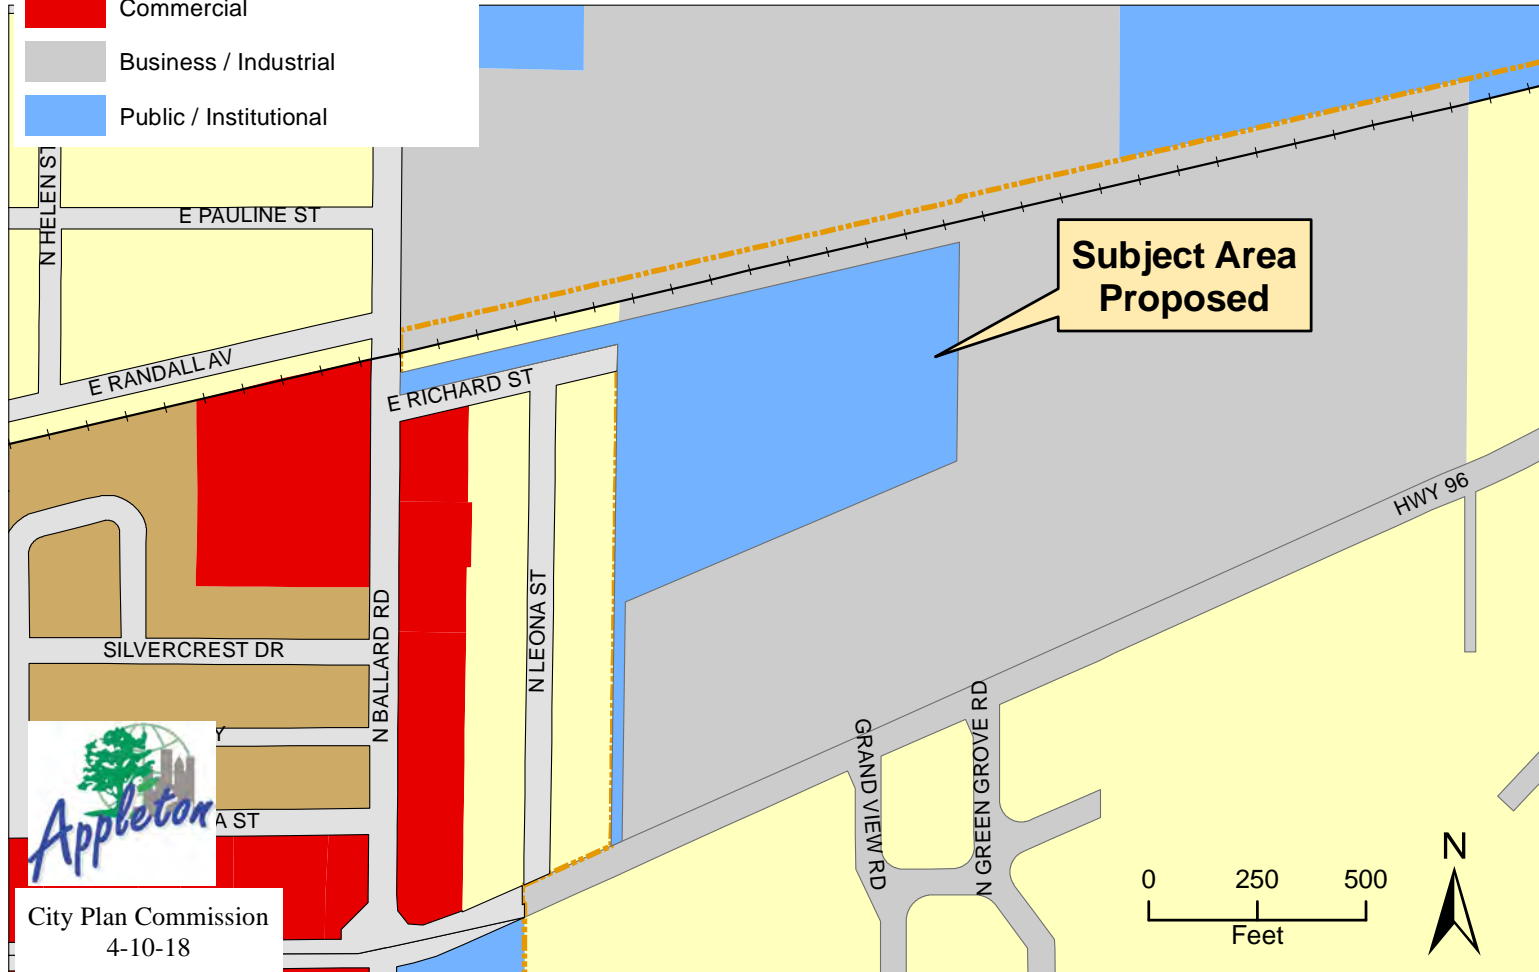 Commercial
Business / Industrial
Public / Institutional
N HELEN ST
E PAULINE ST
Subject Area
Proposed
E RANDALL AV
E RICHARD ST
HWY 96
N LEONA ST
N BALLARD RD
SILVERCREST DR
GRAND VIEW RD
N GREEN GROVE RD
Y
Appleton
A ST
N
0 250 500
Feet
City Plan Commission
4-10-18